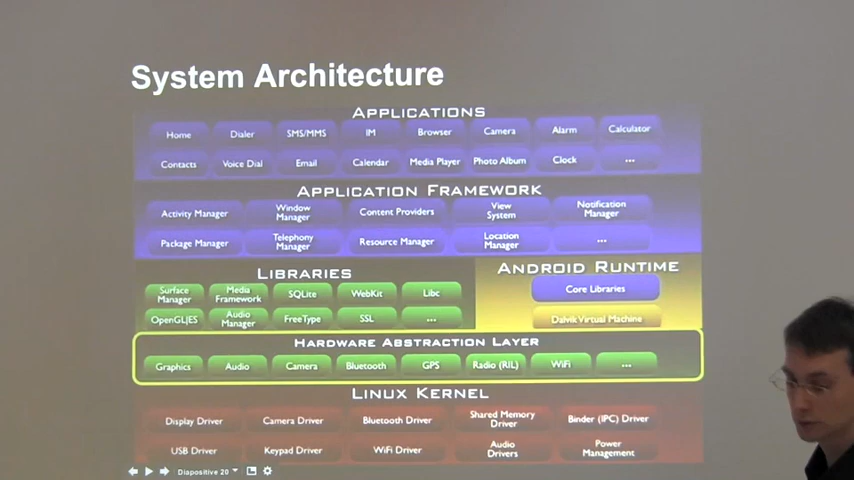 System Architecture
APPLICATIONS
Home Dialer SMS/MMS IM Browser Camera Alarm Calculator
Contacts Voice Dial Email Calendar Media Player Photo Album Clock ...
APPLICATION FRAMEWORK
Activity Manager Window Manager Content Providers View System Notification Manager
Package Manager Telephony Manager Resource Manager Location Manager ...
LIBRARIES
Surface Manager Media Framework SQLite WebKit Libc
OpenGL|ES Audio Manager FreeType SSL ...
ANDROID RUNTIME
Core Libraries
Dalvik Virtual Machine
HARDWARE ABSTRACTION LAYER
Graphics Audio Camera Bluetooth GPS Radio (RIL) WiFi ...
LINUX KERNEL
Display Driver Camera Driver Bluetooth Driver Shared Memory Driver Binder (IPC) Driver
USB Driver Keypad Driver WiFi Driver Audio Drivers Power Management
Diapositive 20